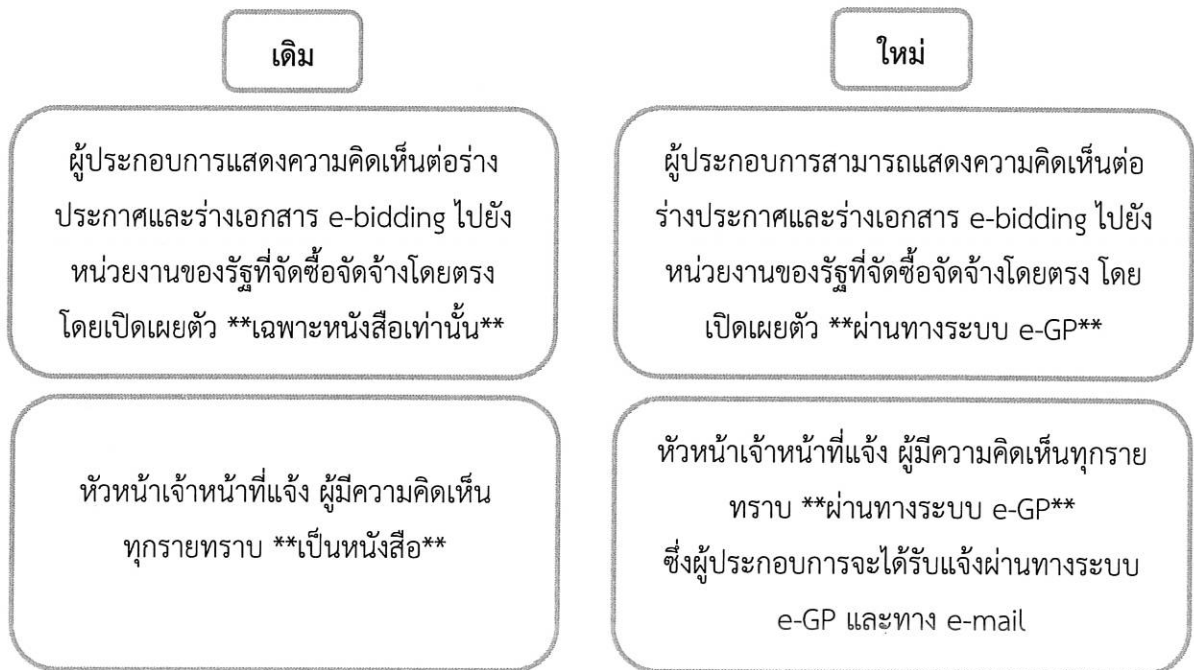 เดิม
ใหม่
ผู้ประกอบการแสดงความคิดเห็นต่อร่าง
ประกาศและร่างเอกสาร e-bidding ไปยัง
หน่วยงานของรัฐที่จัดซื้อจัดจ้างโดยตรง
โดยเปิดเผยตัว **เฉพาะหนังสือเท่านั้น**
ผู้ประกอบการสามารถแสดงความคิดเห็นต่อ
ร่างประกาศและร่างเอกสาร e-bidding ไปยัง
หน่วยงานของรัฐที่จัดซื้อจัดจ้างโดยตรง โดย
เปิดเผยตัว **ผ่านทางระบบ e-GP**
หัวหน้าเจ้าหน้าที่แจ้ง ผู้มีความคิดเห็น
ทุกรายทราบ **เป็นหนังสือ**
หัวหน้าเจ้าหน้าที่แจ้ง ผู้มีความคิดเห็นทุกราย
ทราบ **ผ่านทางระบบ e-GP**
ซึ่งผู้ประกอบการจะได้รับแจ้งผ่านทางระบบ
e-GP และทาง e-mail